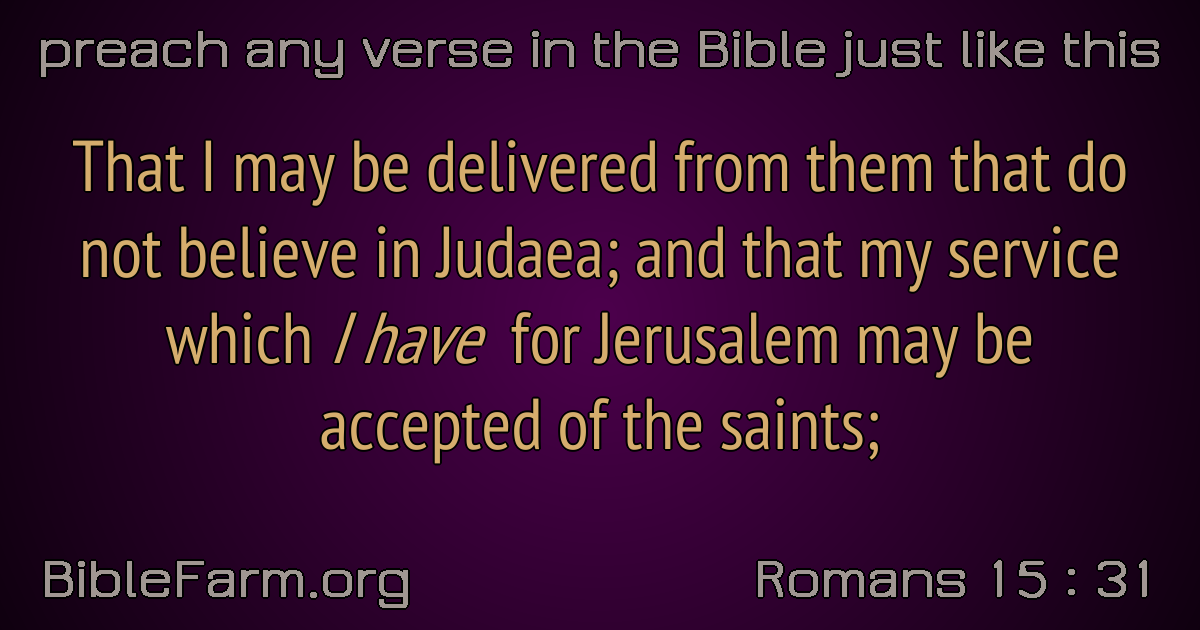 preach any verse in the Bible just like this
That I may be delivered from them that do
not believe in Judaea; and that my service
which I have for Jerusalem may be
accepted of the saints;
BibleFarm.org
Romans 15 : 31